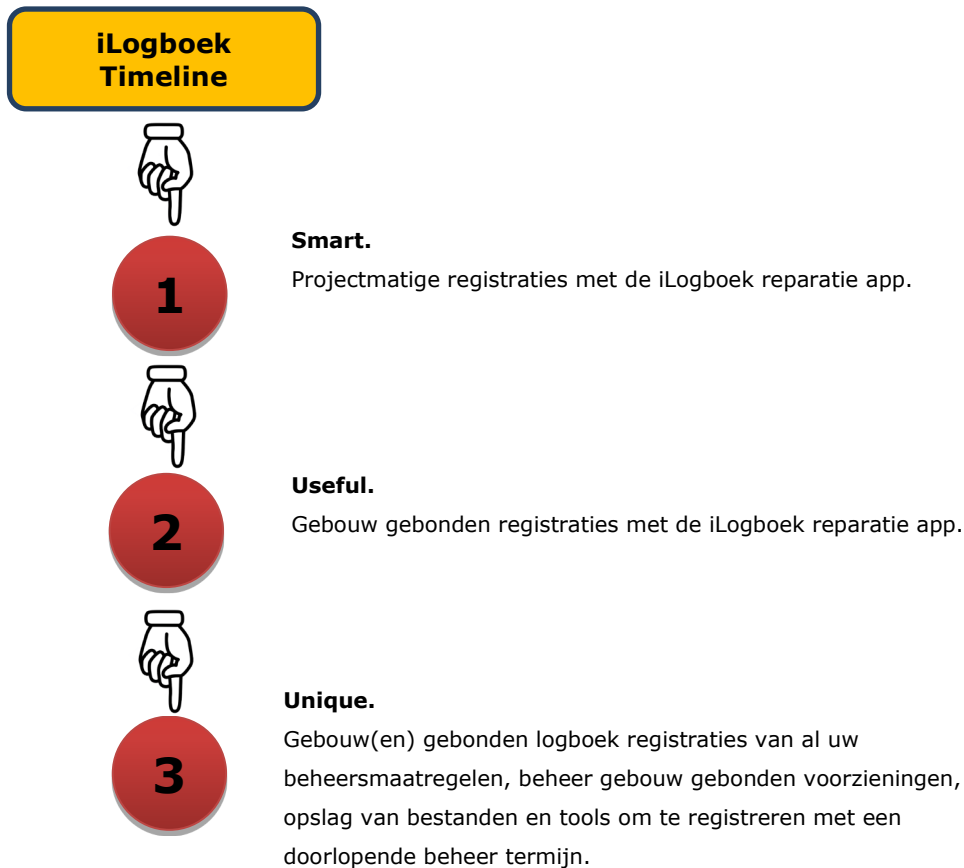 iLogboek
Timeline
1
Smart.
Projectmatige registraties met de iLogboek reparatie app.
2
Useful.
Gebouw gebonden registraties met de iLogboek reparatie app.
3
Unique.
Gebouw(en) gebonden logboek registraties van al uw
beheersmaatregelen, beheer gebouw gebonden voorzieningen,
opslag van bestanden en tools om te registreren met een
doorlopende beheer termijn.